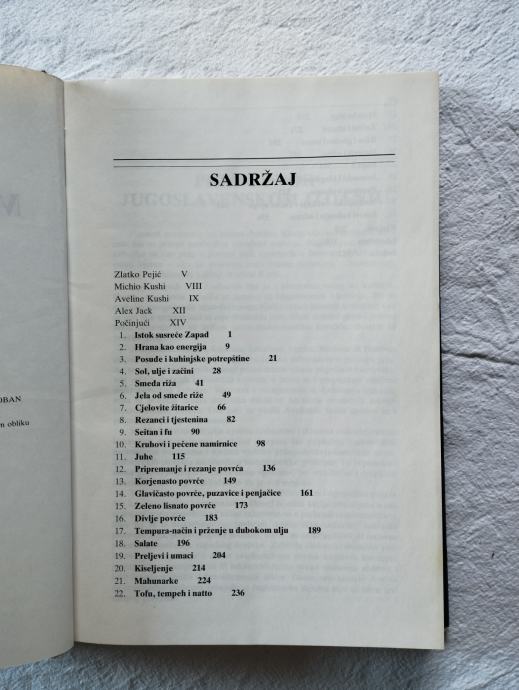 SADRŽAJ
Zlatko Pejić V
Michio Kushi VIII
Aveline Kushi IX
Alex Jack XII
Počinjući XIV
1. Istok susreće Zapad 1
2. Hrana kao energija 9
3. Posuđe i kuhinjske potrepštine 21
4. Sol, ulje i začini 28
5. Smeđa riža 41
6. Jela od smeđe riže 49
7. Cjelovite žitarice 66
8. Rezanci i tjestenina 82
9. Seitan i fu 90
10. Kruhovi i pečene namirnice 98
11. Juhe 115
12. Pripremanje i rezanje povrća 136
13. Korjenasto povrće 149
14. Glavičasto povrće, puzavice i penjačice 161
15. Zeleno lisnato povrće 173
16. Divlje povrće 183
17. Tempura-način i prženje u dubokom ulju 189
18. Salate 196
19. Preljevi i umaci 204
20. Kiseljenje 214
21. Mahunarke 224
22. Tofu, tempeh i natto 236
OBAN
obliku